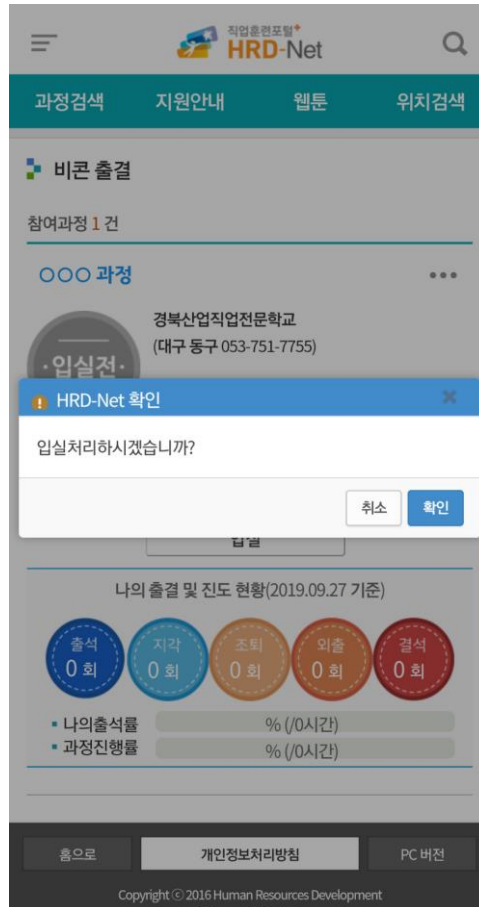 직업훈련포털
HRD-Net
과정검색 지원안내 웹툰 위치검색
비콘 출결
참여과정 1 건
○○○ 과정
경북산업직업전문학교
(대구 동구 053-751-7755)
·입실전·
HRD-Net 확인
입실처리하시겠습니까?
취소 확인
입실
나의 출결 및 진도 현황(2019.09.27 기준)
출석 지각 조퇴 외출 결석
0 회 0 회 0 회 0 회 0 회
나의출석률 % (/0시간)
과정진행률 % (/0시간)
홈으로 개인정보처리방침 PC 버전
Copyright ⓒ 2016 Human Resources Development